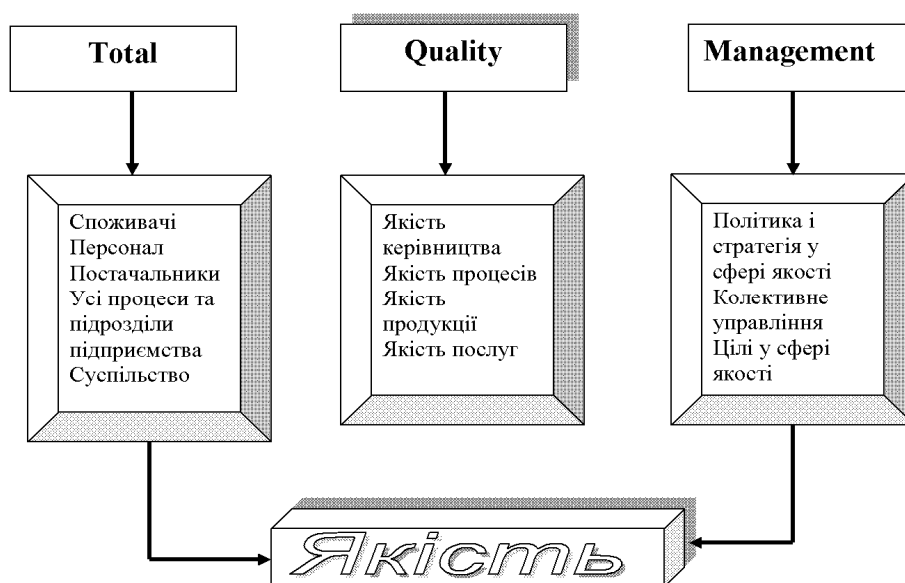 Total
Quality
Management
Споживачі
Персонал
Постачальники
Усі процеси та
підрозділи
підприємства
Суспільство
Якість
керівництва
Якість процесів
Якість
продукції
Якість послуг
Політика і
стратегія у
сфері якості
Колективне
управління
Цілі у сфері
якості
Якість